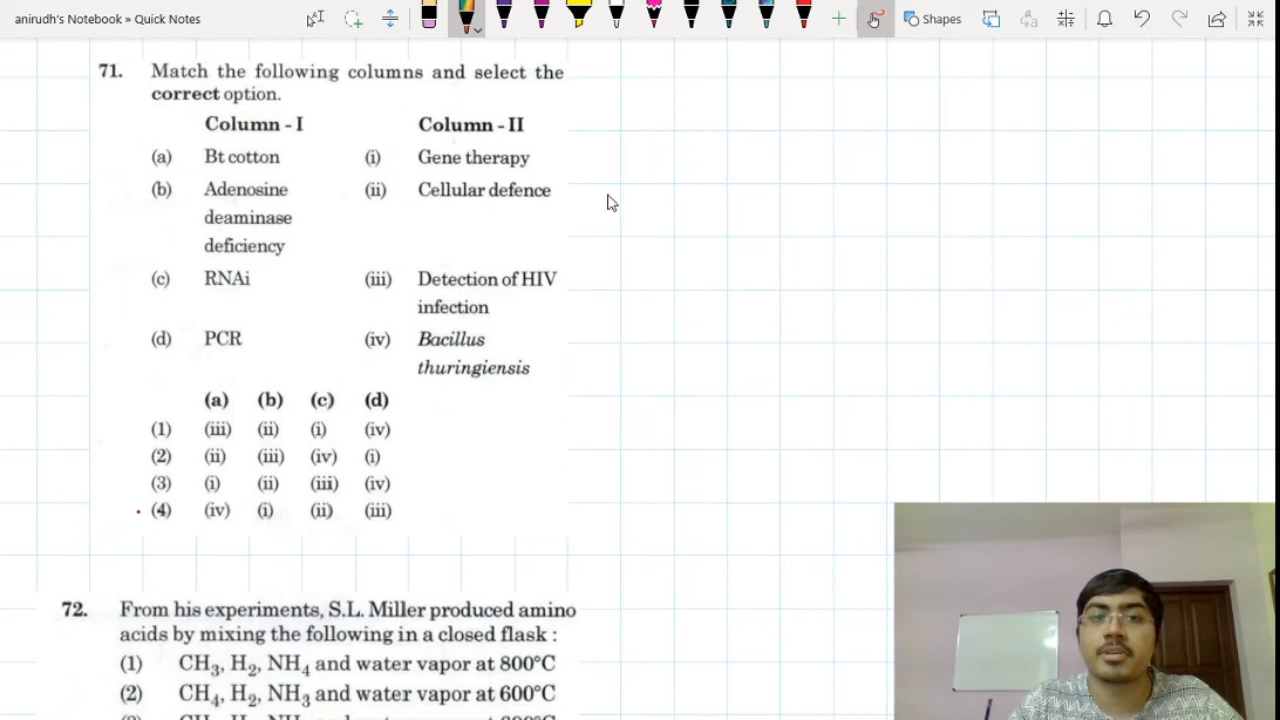 anirudh's Notebook » Quick Notes
Shapes
71. Match the following columns and select the
correct option.
Column - I Column - II
(a) Bt cotton (i) Gene therapy
(b) Adenosine (ii) Cellular defence
deaminase
deficiency
(c) RNAi (iii) Detection of HIV
infection
(d) PCR (iv) Bacillus
thuringiensis
(a) (b) (c) (d)
(1) (iii) (ii) (i) (iv)
(2) (ii) (iii) (iv) (i)
(3) (i) (ii) (iii) (iv)
(4) (iv) (i) (ii) (iii)
72. From his experiments, S.L. Miller produced amino
acids by mixing the following in a closed flask :
(1) CH₃, H₂, NH₄ and water vapor at 800°C
(2) CH₄, H₂, NH₃ and water vapor at 600°C